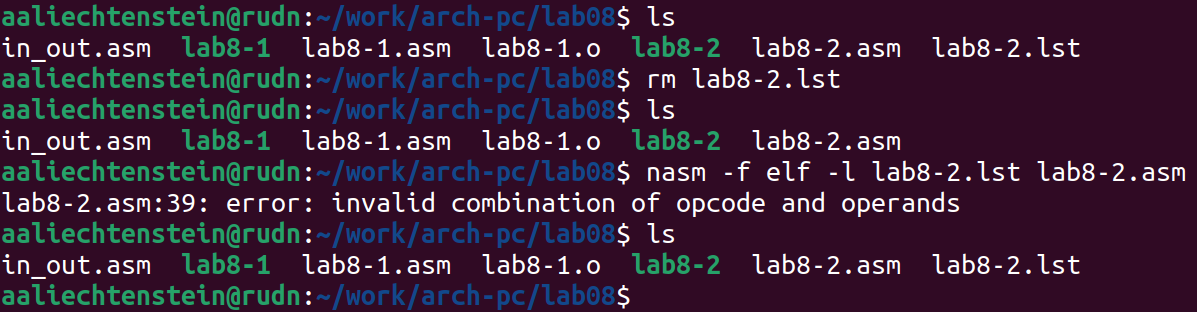 aaliechtenstein@rudn:~/work/arch-pc/lab08$ ls
in_out.asm  lab8-1  lab8-1.asm  lab8-1.o  lab8-2  lab8-2.asm  lab8-2.lst
aaliechtenstein@rudn:~/work/arch-pc/lab08$ rm lab8-2.lst
aaliechtenstein@rudn:~/work/arch-pc/lab08$ ls
in_out.asm  lab8-1  lab8-1.asm  lab8-1.o  lab8-2  lab8-2.asm
aaliechtenstein@rudn:~/work/arch-pc/lab08$ nasm -f elf -l lab8-2.lst lab8-2.asm
lab8-2.asm:39: error: invalid combination of opcode and operands
aaliechtenstein@rudn:~/work/arch-pc/lab08$ ls
in_out.asm  lab8-1  lab8-1.asm  lab8-1.o  lab8-2  lab8-2.asm  lab8-2.lst
aaliechtenstein@rudn:~/work/arch-pc/lab08$